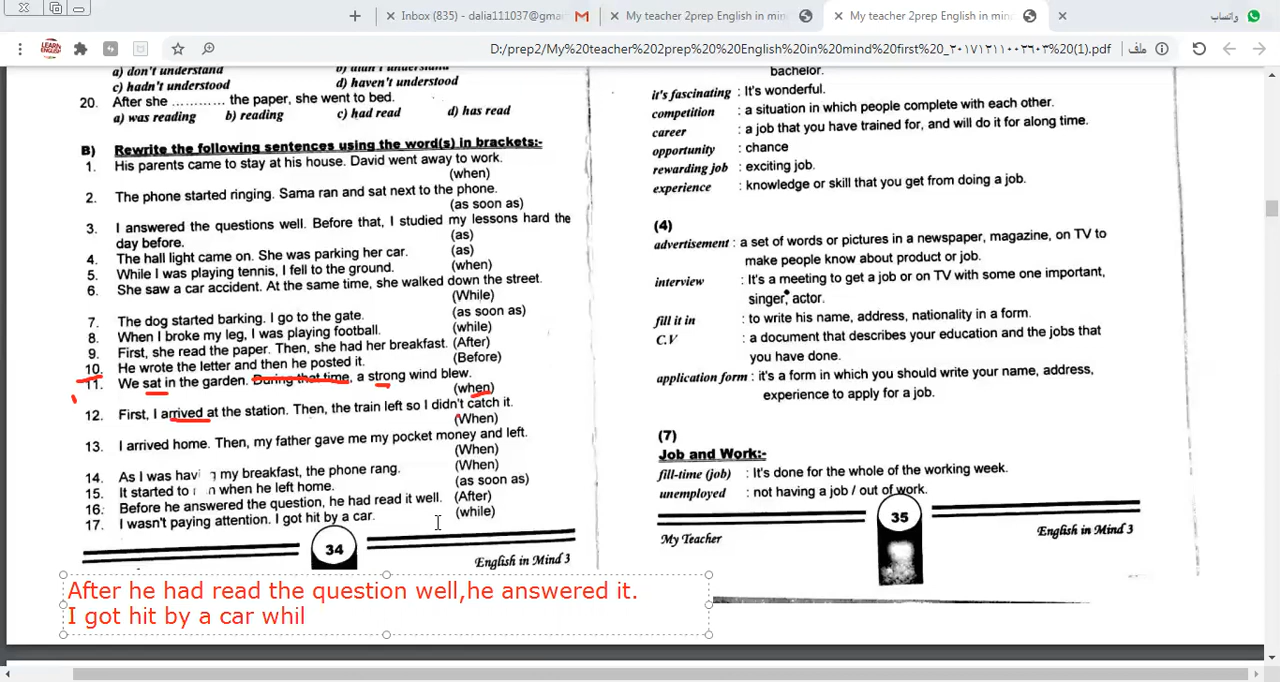 Inbox (835) - dalia111037@gma
My teacher 2prep English in min
My teacher 2prep English in min
واتساب
D:/prep2/My%20teacher%202prep%20%20English%20in%20mind%20first%20_٢٠١٧١٢١١٠٠٢٦٠٣%20(1).pdf
ملف
a) don't understand
c) hadn't understood d) haven't understood
20. After she ............ the paper, she went to bed.
a) was reading b) reading c) had read d) has read
B) Rewrite the following sentences using the word(s) in brackets:-
1. His parents came to stay at his house. David went away to work.
(when)
2. The phone started ringing. Sama ran and sat next to the phone.
(as soon as)
3. I answered the questions well. Before that, I studied my lessons hard the
day before. (as)
4. The hall light came on. She was parking her car. (as)
5. While I was playing tennis, I fell to the ground. (when)
6. She saw a car accident. At the same time, she walked down the street.
(While)
7. The dog started barking. I go to the gate. (as soon as)
8. When I broke my leg, I was playing football. (while)
9. First, she read the paper. Then, she had her breakfast. (After)
10. He wrote the letter and then he posted it. (Before)
11. We sat in the garden. During that time, a strong wind blew.
(when)
12. First, I arrived at the station. Then, the train left so I didn't catch it.
(When)
13. I arrived home. Then, my father gave me my pocket money and left.
(When)
14. As I was havi g my breakfast, the phone rang. (When)
15. It started to r n when he left home. (as soon as)
16. Before he answered the question, he had read it well. (After)
17. I wasn't paying attention. I got hit by a car. (while)
34
English in Mind 3
After he had read the question well,he answered it.
I got hit by a car whil
bachelor.
it's fascinating : It's wonderful.
competition : a situation in which people complete with each other.
career : a job that you have trained for, and will do it for along time.
opportunity : chance
rewarding job : exciting job.
experience : knowledge or skill that you get from doing a job.
(4)
advertisement : a set of words or pictures in a newspaper, magazine, on TV to
make people know about product or job.
interview : It's a meeting to get a job or on TV with some one important,
singer, actor.
fill it in : to write his name, address, nationality in a form.
C.V : a document that describes your education and the jobs that
you have done.
application form : it's a form in which you should write your name, address,
experience to apply for a job.
(7)
Job and Work:-
fill-time (job) : It's done for the whole of the working week.
unemployed : not having a job / out of work.
35
My Teacher
English in Mind 3